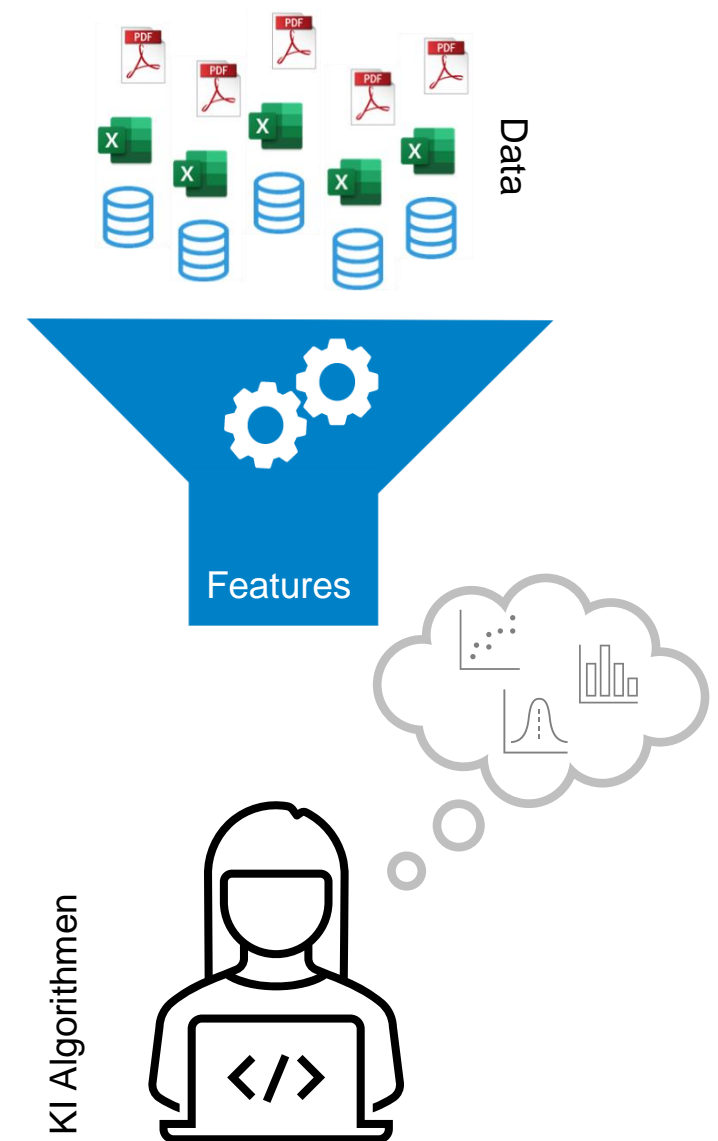 PDF
PDF
PDF
PDF
PDF
X
X
X
X
X
Data
Features
</>
KI Algorithmen